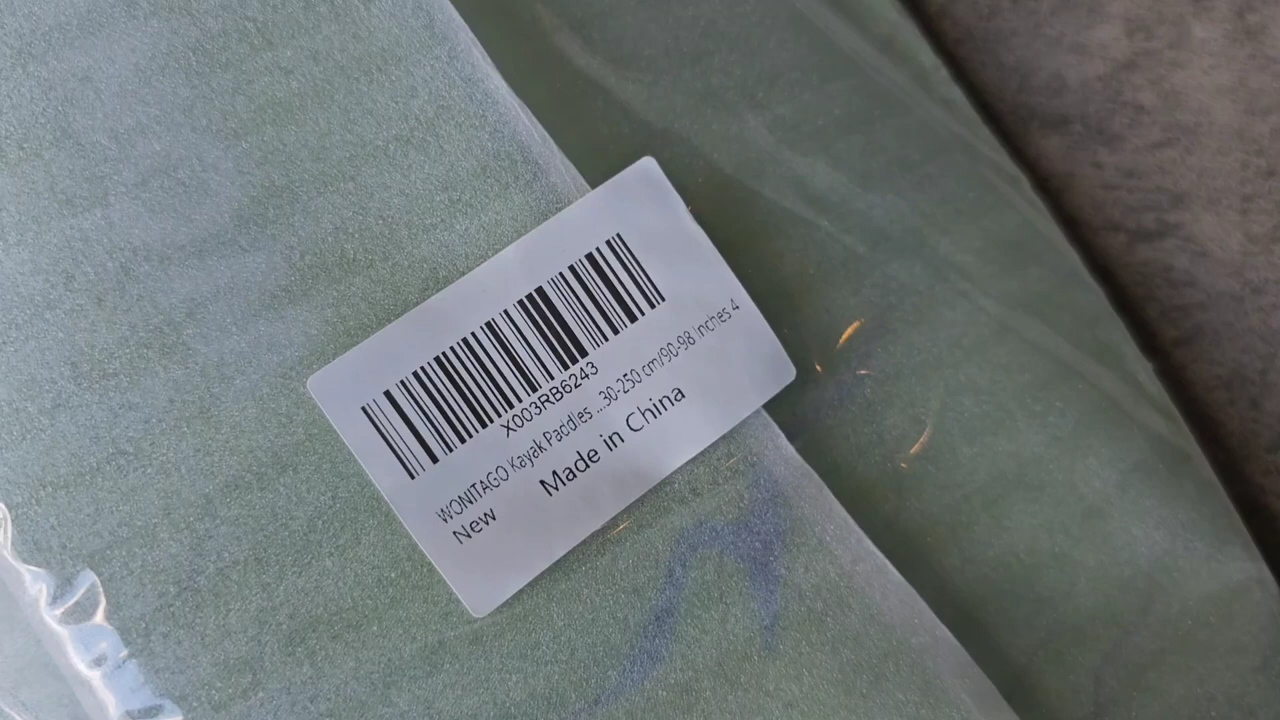 X003RB6243
WONITAGO Kayak Paddles ...30-250 cm/90-98 Inches 4
New Made in China